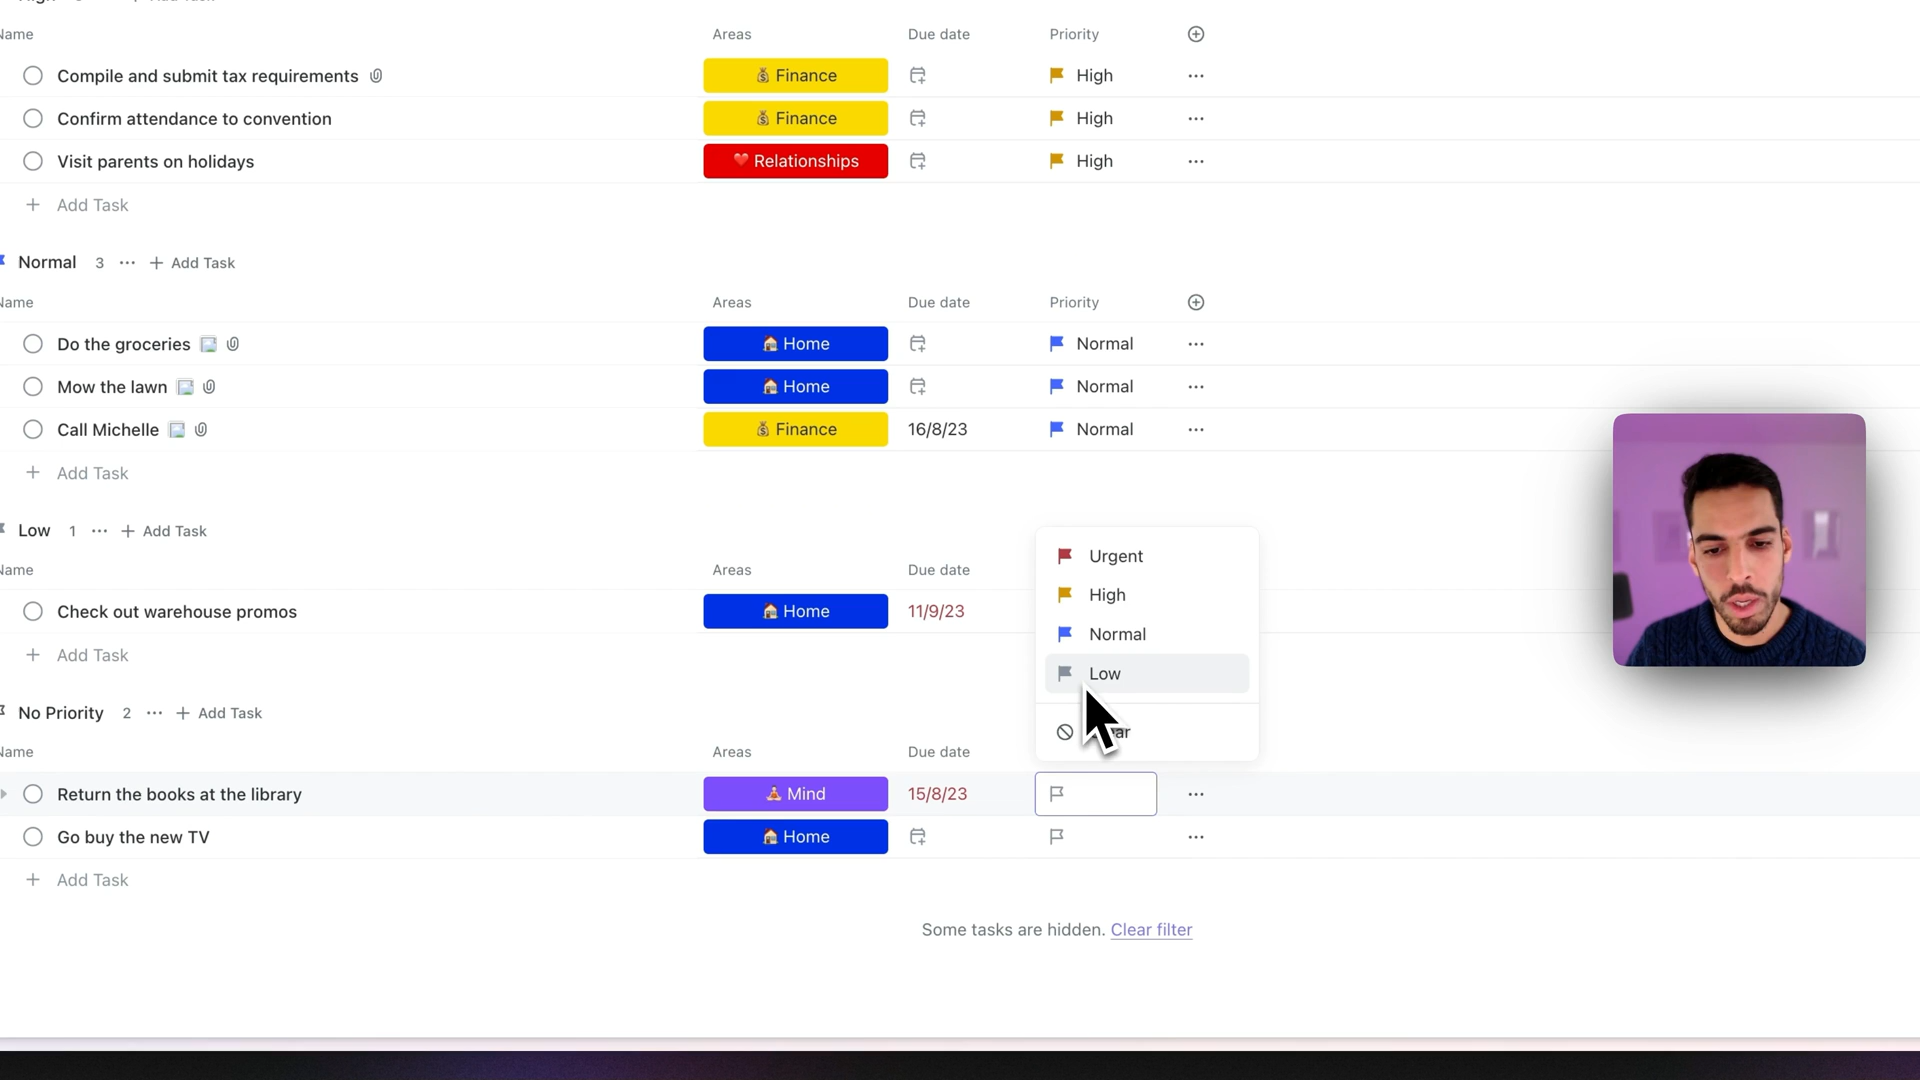 Add Task
Name Areas Due date Priority
Compile and submit tax requirements Finance High
Confirm attendance to convention Finance High
Visit parents on holidays Relationships High
Add Task
Normal 3 Add Task
Name Areas Due date Priority
Do the groceries Home Normal
Mow the lawn Home Normal
Call Michelle Finance 16/8/23 Normal
Add Task
Low 1 Add Task
Name Areas Due date
Check out warehouse promos Home 11/9/23
Add Task
Urgent
High
Normal
Low
No Priority 2 Add Task
Name Areas Due date
Return the books at the library Mind 15/8/23
Go buy the new TV Home
Add Task
Some tasks are hidden. Clear filter